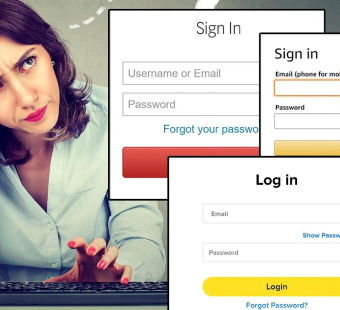 Sign In
Username or Email
Password
Forgot your passwo
Sign in
Email (phone for mo
Password
Log in
Email
Show Passw
Password
Login
Forgot Password?